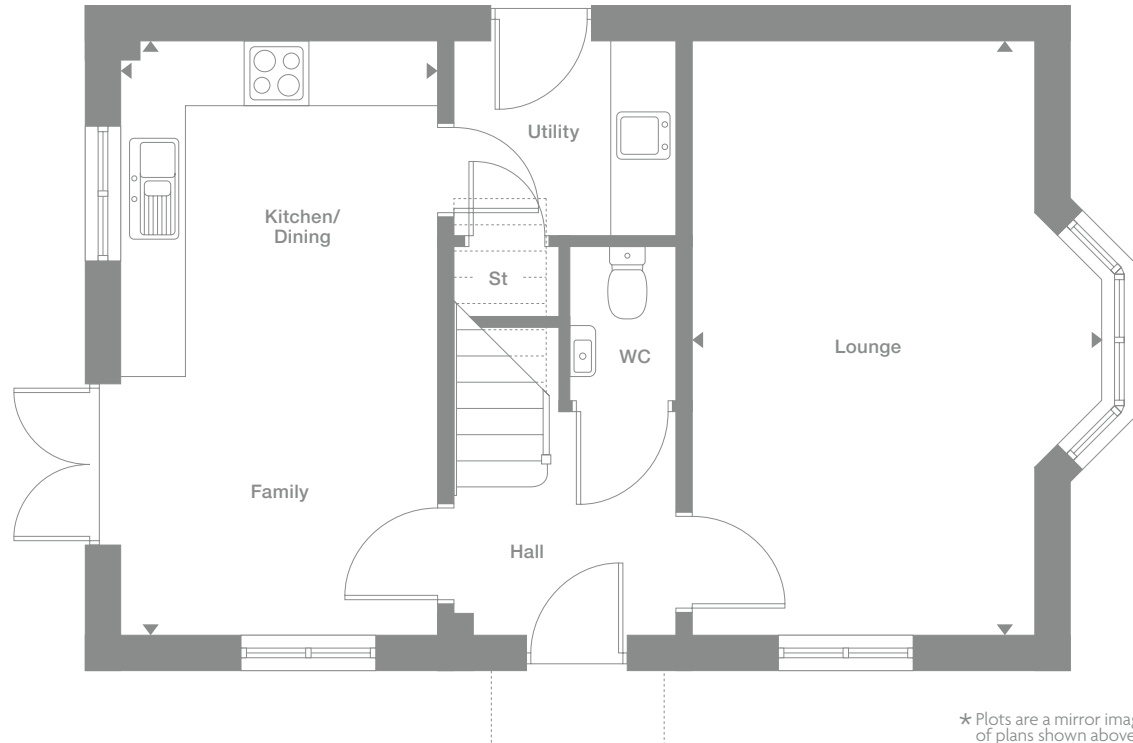 Utility
Kitchen/
Dining
St
WC
Lounge
Family
Hall
* Plots are a mirror imag
of plans shown above